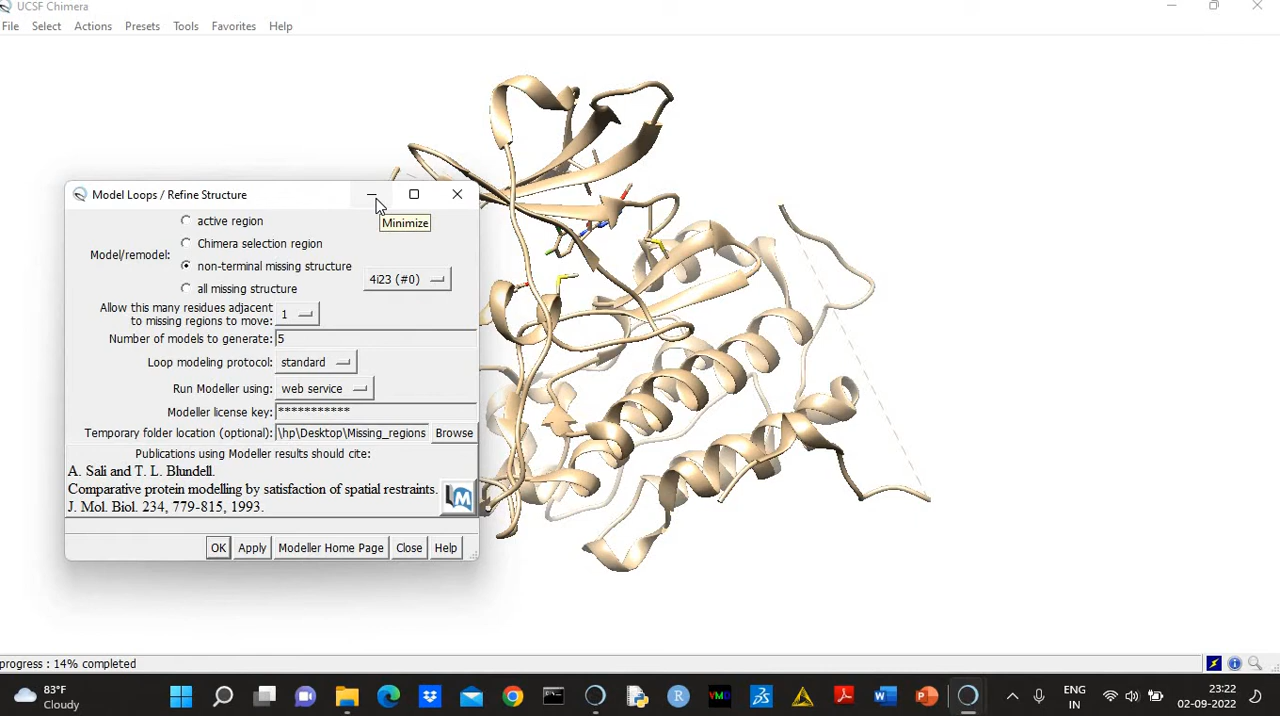 UCSF Chimera
File Select Actions Presets Tools Favorites Help
Model Loops / Refine Structure
Minimize
Model/remodel:
active region
Chimera selection region
non-terminal missing structure
all missing structure
4i23 (#0)
Allow this many residues adjacent
to missing regions to move: 1
Number of models to generate: 5
Loop modeling protocol: standard
Run Modeller using: web service
Modeller license key: ***********
Temporary folder location (optional): \hp\Desktop\Missing_regions Browse
Publications using Modeller results should cite:
A. Sali and T. L. Blundell.
Comparative protein modelling by satisfaction of spatial restraints.
J. Mol. Biol. 234, 779-815, 1993.
OK Apply Modeller Home Page Close Help
progress : 14% completed
83°F
Cloudy
ENG
IN
23:22
02-09-2022